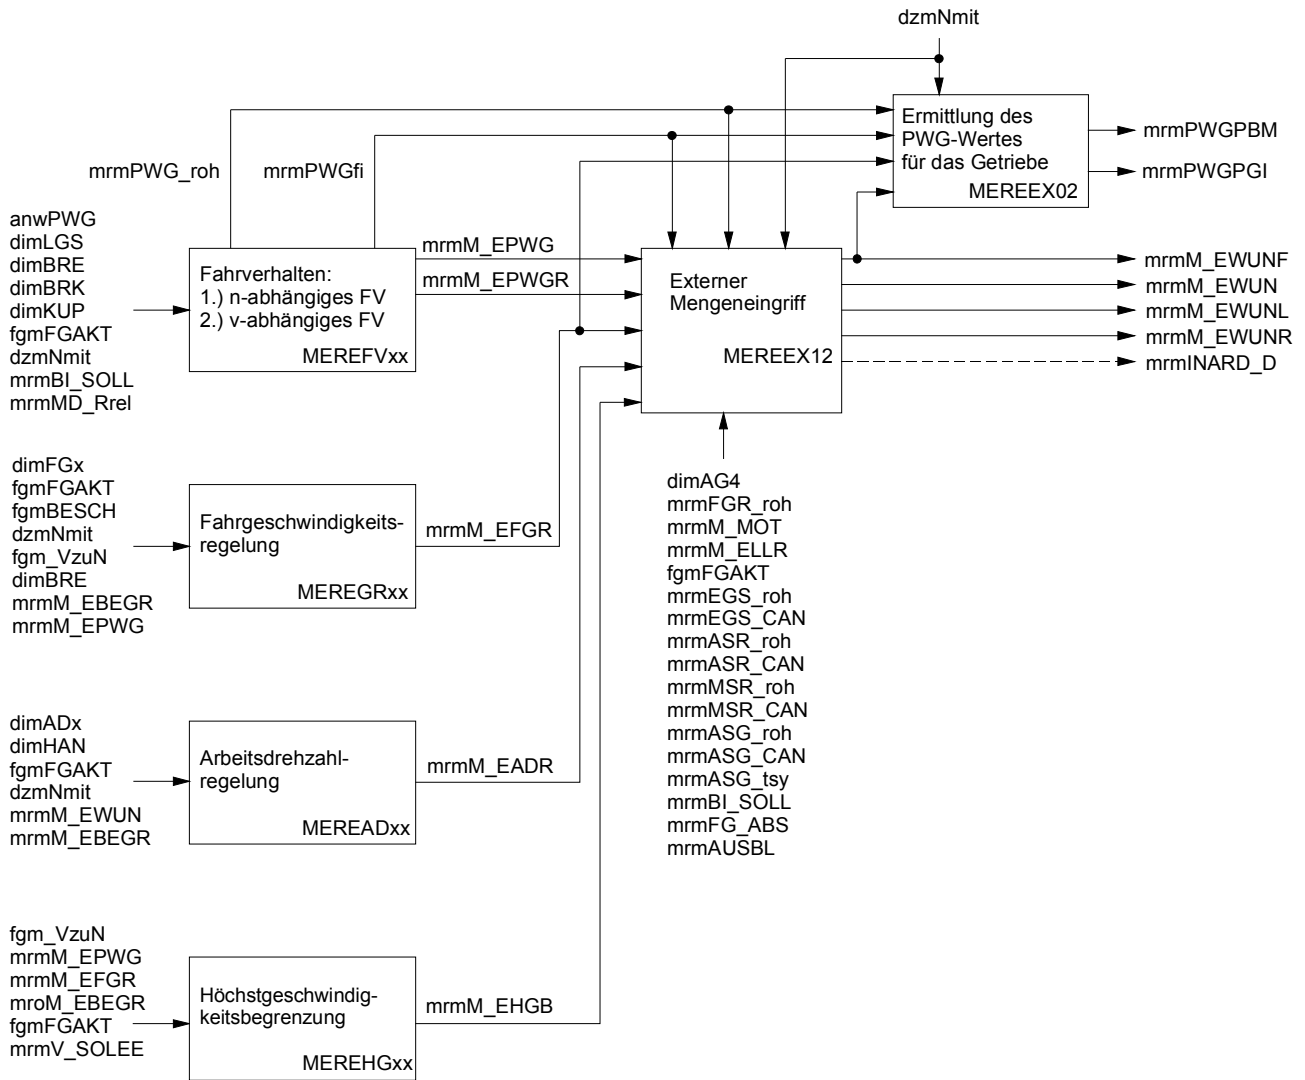 dzmNmit
Ermittlung des
PWG-Wertes
für das Getriebe
MEREEX02
mrmPWGPBM
mrmPWGPGI
mrmPWG_roh
mrmPWGfi
anwPWG
dimLGS
dimBRE
dimBRK
dimKUP
fgmFGAKT
dzmNmit
mrmBI_SOLL
mrmMD_Rrel
Fahrverhalten:
1.) n-abhängiges FV
2.) v-abhängiges FV
MEREFVxx
mrmM_EPWG
mrmM_EPWGR
Externer
Mengeneingriff
MEREEX12
mrmM_EWUNF
mrmM_EWUN
mrmM_EWUNL
mrmM_EWUNR
mrmINARD_D
dimFGx
fgmFGAKT
fgmBESCH
dzmNmit
fgm_VzuN
dimBRE
mrmM_EBEGR
mrmM_EPWG
Fahrgeschwindigkeits-
regelung
MEREGRxx
mrmM_EFGR
dimAG4
mrmFGR_roh
mrmM_MOT
mrmM_ELLR
fgmFGAKT
mrmEGS_roh
mrmEGS_CAN
mrmASR_roh
mrmASR_CAN
mrmMSR_roh
mrmMSR_CAN
mrmASG_roh
mrmASG_CAN
mrmASG_tsy
mrmBI_SOLL
mrmFG_ABS
mrmAUSBL
dimADx
dimHAN
fgmFGAKT
dzmNmit
mrmM_EWUN
mrmM_EBEGR
Arbeitsdrehzahl-
regelung
MEREADxx
mrmM_EADR
fgm_VzuN
mrmM_EPWG
mrmM_EFGR
mroM_EBEGR
fgmFGAKT
mrmV_SOLEE
Höchstgeschwindig-
keitsbegrenzung
MEREHGxx
mrmM_EHGB